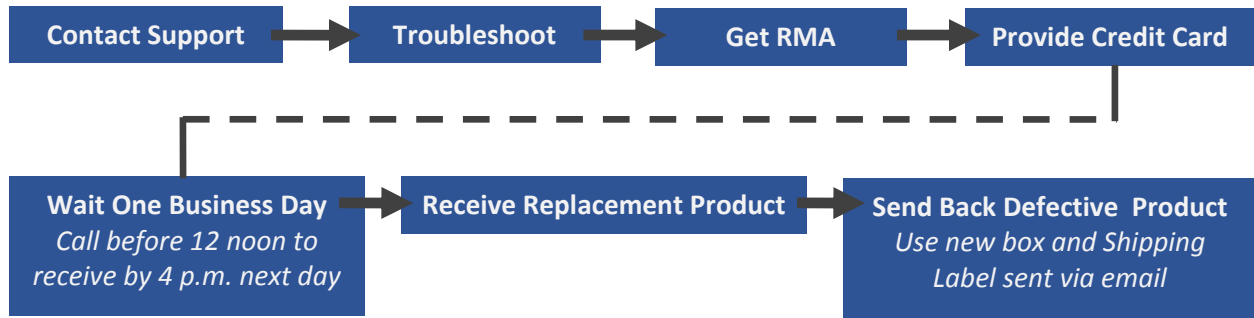 Contact Support
Troubleshoot
Get RMA
Provide Credit Card
Wait One Business Day
Call before 12 noon to
receive by 4 p.m. next day
Receive Replacement Product
Send Back Defective Product
Use new box and Shipping
Label sent via email